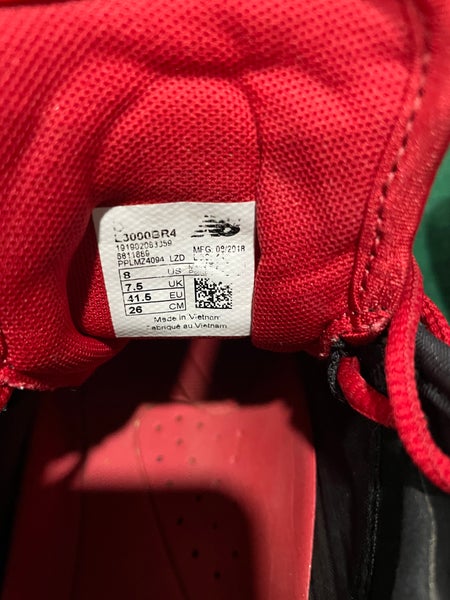 L3000BR4
191902083359
8811889
MFG. 09/2018
PPLMZ4094 LZD
8 US
7.5 UK
41.5 EU
26 CM
Made in Vietnam
Fabriqué au Vietnam